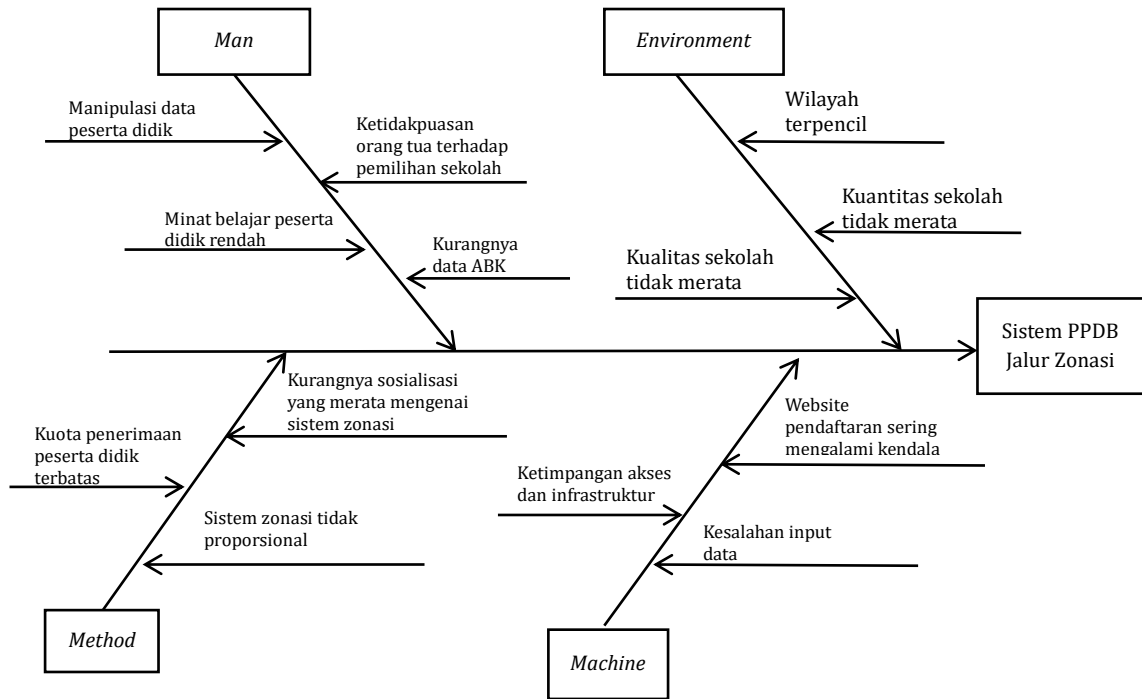 Man
Environment
Manipulasi data
peserta didik
Ketidakpuasan
orang tua terhadap
pemilihan sekolah
Minat belajar peserta
didik rendah
Kurangnya
data ABK
Wilayah
terpencil
Kuantitas sekolah
tidak merata
Kualitas sekolah
tidak merata
Sistem PPDB
Jalur Zonasi
Kurangnya sosialisasi
yang merata mengenai
sistem zonasi
Kuota penerimaan
peserta didik
terbatas
Sistem zonasi tidak
proporsional
Website
pendaftaran sering
mengalami kendala
Ketimpangan akses
dan infrastruktur
Kesalahan input
data
Method
Machine